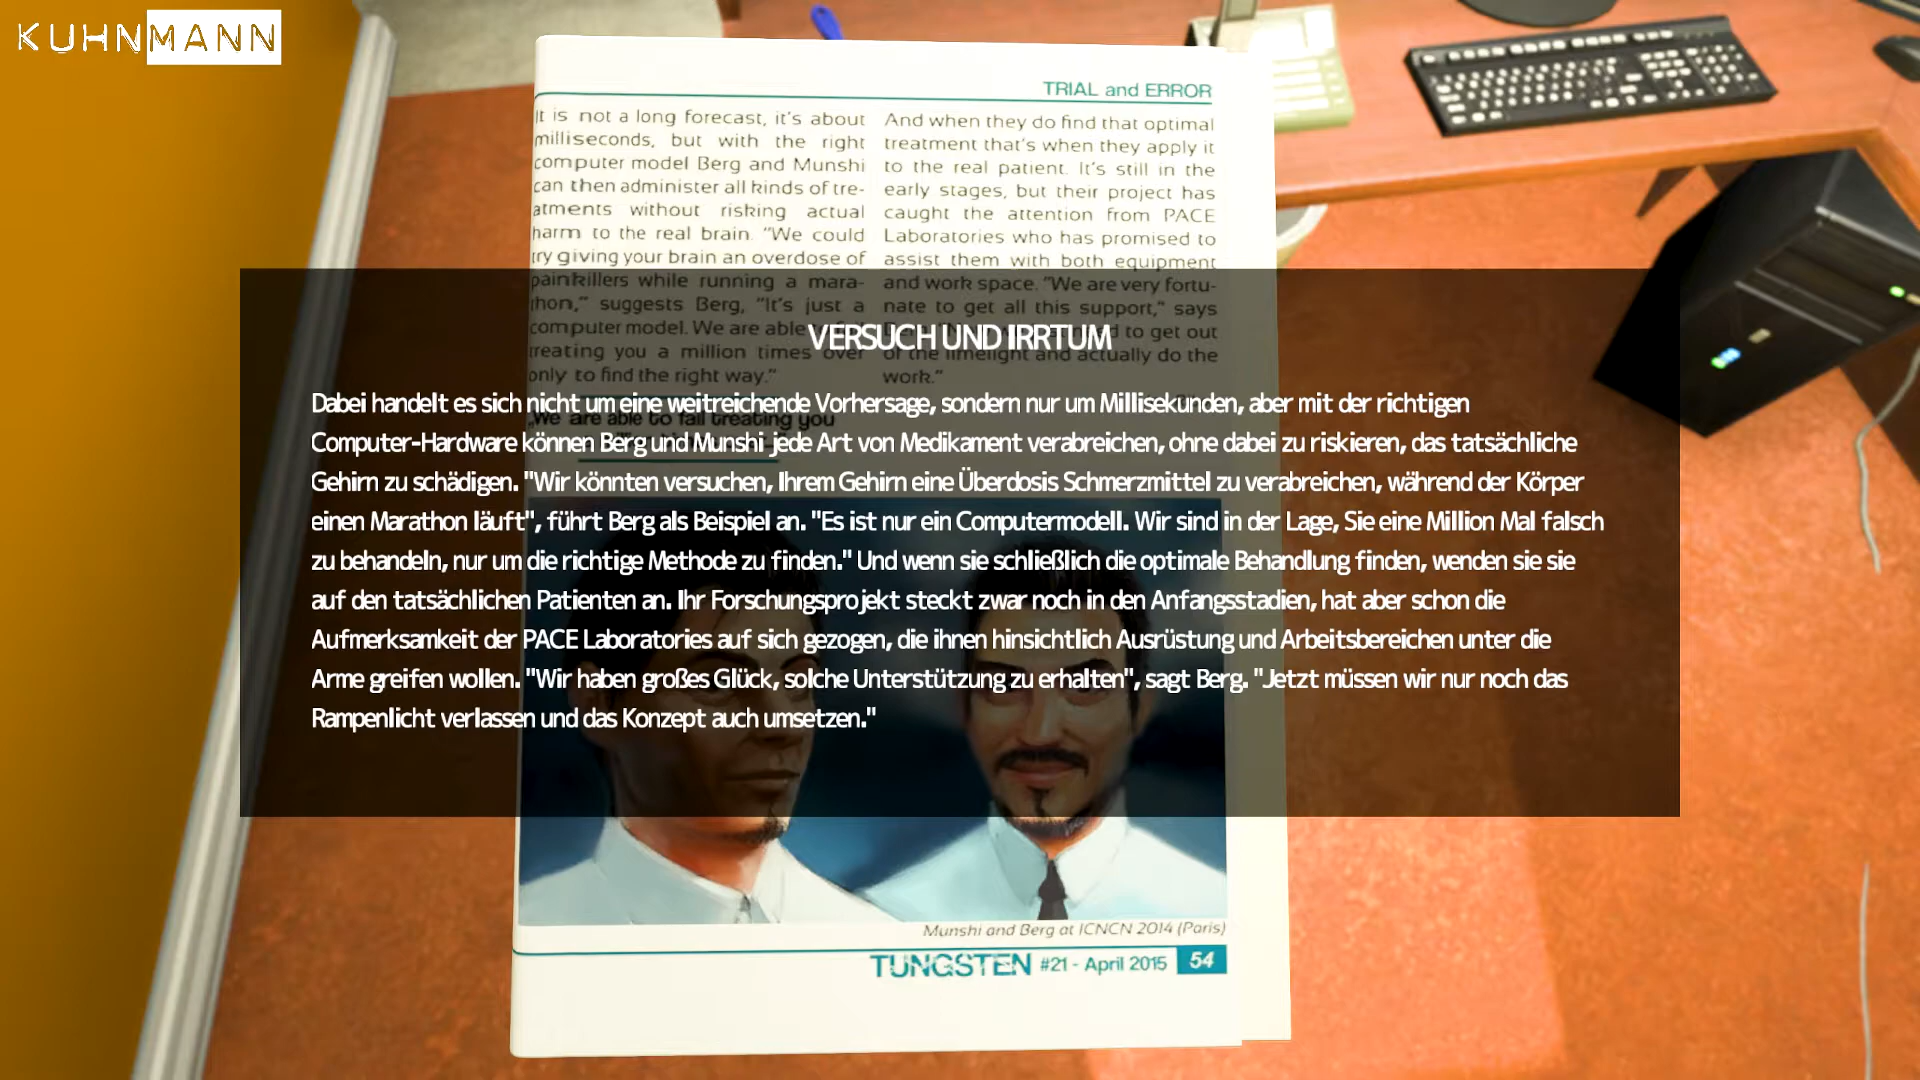 KUHNMANN
TRIAL and ERROR
It is not a long forecast, it's about
milliseconds, but with the right
computer model Berg and Munshi
can then administer all kinds of tre-
atments without risking actual
harm to the real brain. "We could
try giving your brain an overdose of
painkillers while running a mara-
thon," suggests Berg, "It's just a
computer model. We are able
treating you a million times over
only to find the right way."
„We are able to fail treating you
And when they do find that optimal
treatment that's when they apply it
to the real patient. It's still in the
early stages, but their project has
caught the attention from PACE
Laboratories who has promised to
assist them with both equipment
and work space. "We are very fortu-
nate to get all this support," says
to get out
of the limelight and actually do the
work."
VERSUCH UND IRRTUM
Dabei handelt es sich nicht um eine weitreichende Vorhersage, sondern nur um Millisekunden, aber mit der richtigen
Computer-Hardware können Berg und Munshi jede Art von Medikament verabreichen, ohne dabei zu riskieren, das tatsächliche
Gehirn zu schädigen. "Wir könnten versuchen, Ihrem Gehirn eine Überdosis Schmerzmittel zu verabreichen, während der Körper
einen Marathon läuft", führt Berg als Beispiel an. "Es ist nur ein Computermodell. Wir sind in der Lage, Sie eine Million Mal falsch
zu behandeln, nur um die richtige Methode zu finden." Und wenn sie schließlich die optimale Behandlung finden, wenden sie sie
auf den tatsächlichen Patienten an. Ihr Forschungsprojekt steckt zwar noch in den Anfangsstadien, hat aber schon die
Aufmerksamkeit der PACE Laboratories auf sich gezogen, die ihnen hinsichtlich Ausrüstung und Arbeitsbereichen unter die
Arme greifen wollen. "Wir haben großes Glück, solche Unterstützung zu erhalten", sagt Berg. "Jetzt müssen wir nur noch das
Rampenlicht verlassen und das Konzept auch umsetzen."
Munshi and Berg at ICNCN 2014 (Paris)
TUNGSTEN #21 - April 2015 54